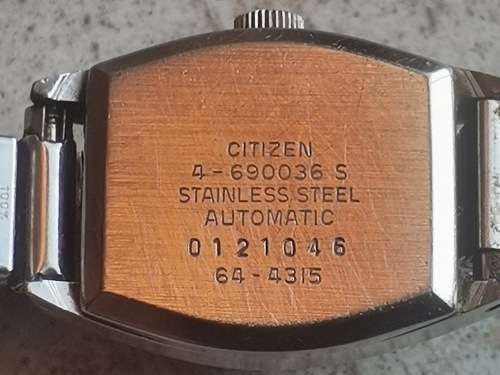 CITIZEN
4-690036 S
STAINLESS STEEL
AUTOMATIC
0121046
64-4315